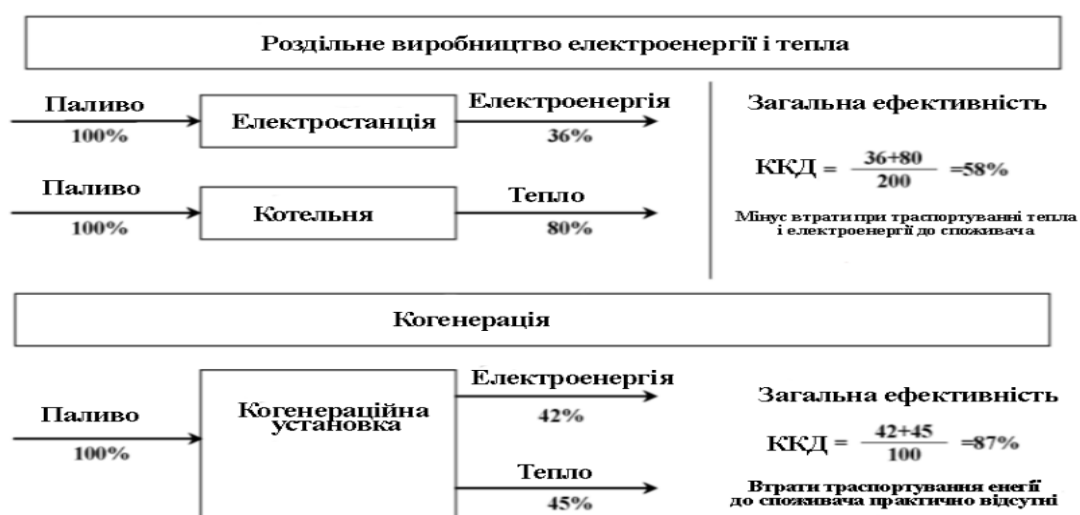 Роздільне виробництво електроенергії і тепла
Паливо
100%
Електростанція
Електроенергія
36%
Паливо
100%
Котельня
Тепло
80%
Загальна ефективність
ККД = 36+80
200
=58%
Мінус втрати при траспортуванні тепла
і електроенергії до споживача
Когенерація
Паливо
100%
Когенераційна
установка
Електроенергія
42%
Тепло
45%
Загальна ефективність
ККД = 42+45
100
=87%
Втрати траспортування енегії
до споживача практично відсутні